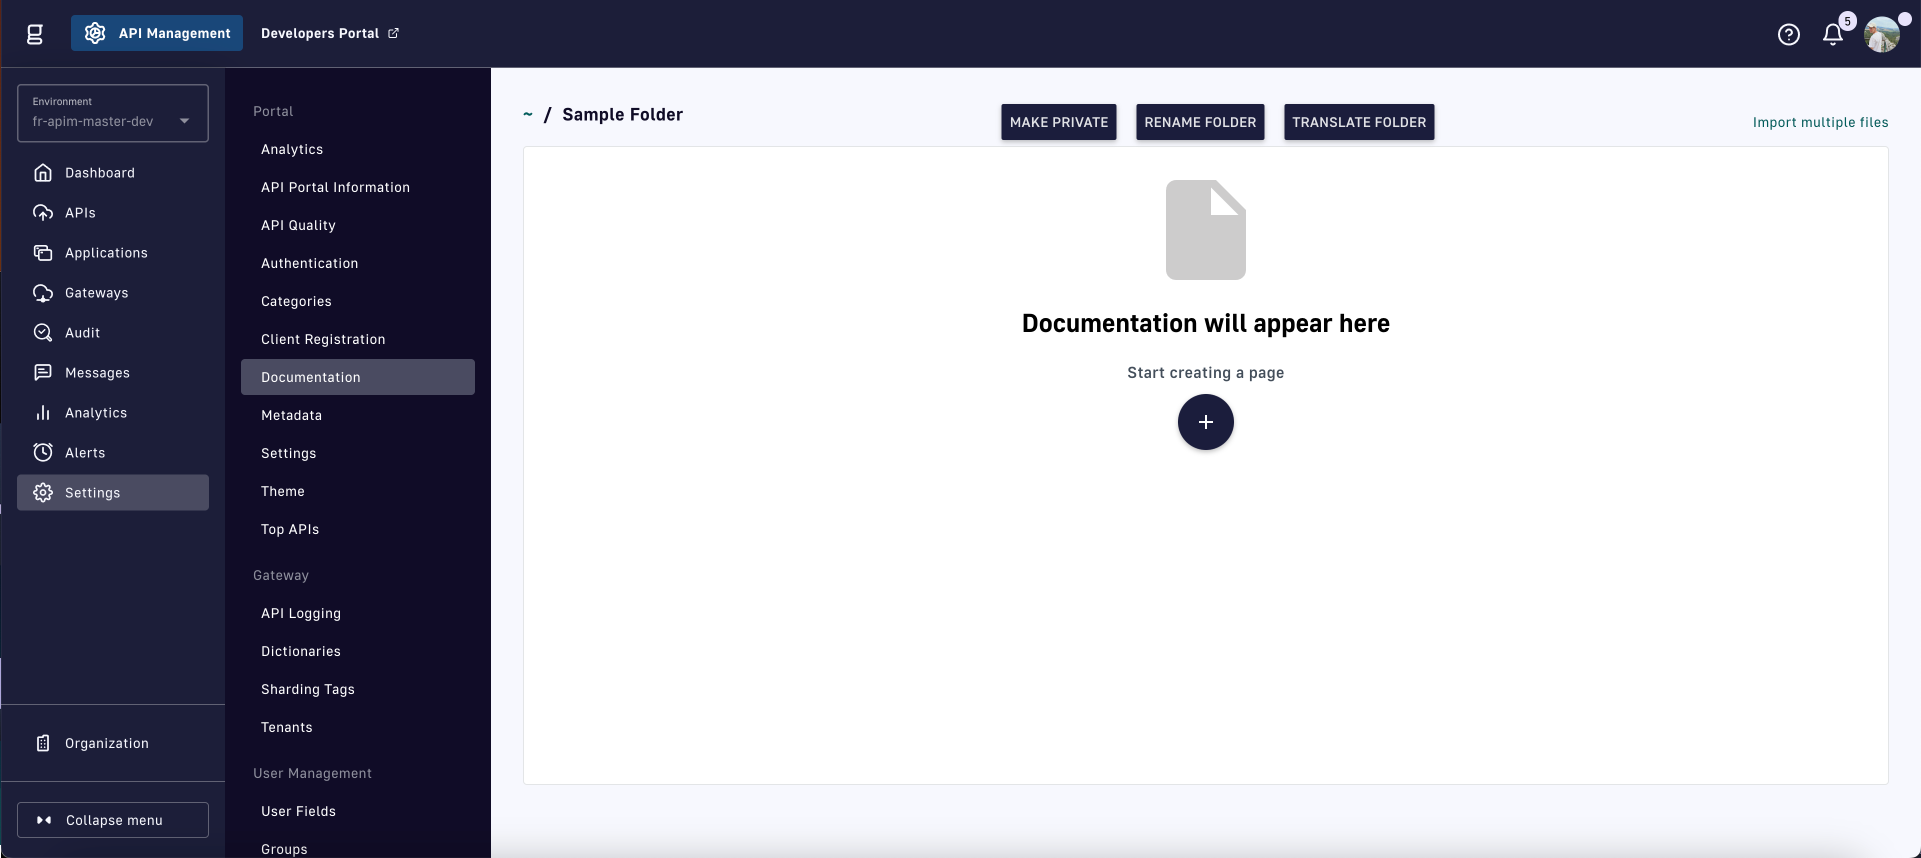 API Management
Developers Portal
5
Environment
fr-apim-master-dev
Dashboard
APIs
Applications
Gateways
Audit
Messages
Analytics
Alerts
Settings
Organization
Collapse menu
Portal
Analytics
API Portal Information
API Quality
Authentication
Categories
Client Registration
Documentation
Metadata
Settings
Theme
Top APIs
Gateway
API Logging
Dictionaries
Sharding Tags
Tenants
User Management
User Fields
Groups
~ / Sample Folder
MAKE PRIVATE
RENAME FOLDER
TRANSLATE FOLDER
Import multiple files
Documentation will appear here
Start creating a page